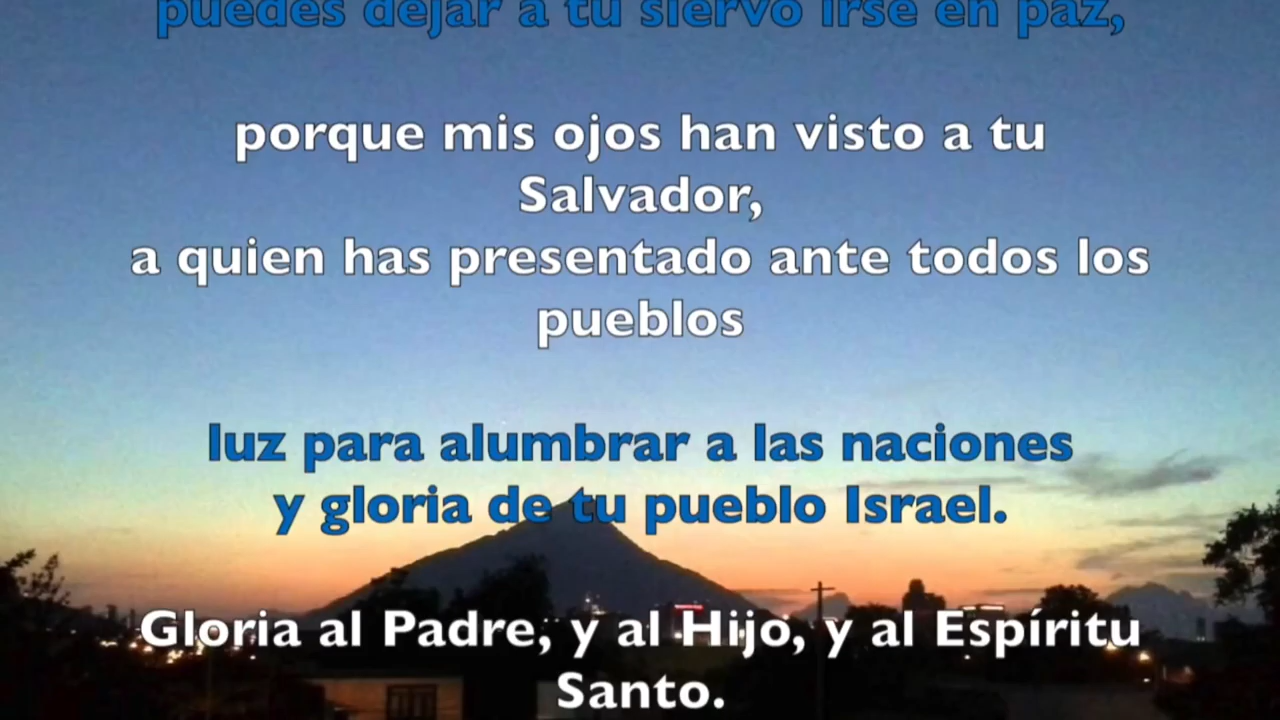 puedes dejar a tu siervo irse en paz,
porque mis ojos han visto a tu
Salvador,
a quien has presentado ante todos los
pueblos
luz para alumbrar a las naciones
y gloria de tu pueblo Israel.
Gloria al Padre, y al Hijo, y al Espíritu
Santo.